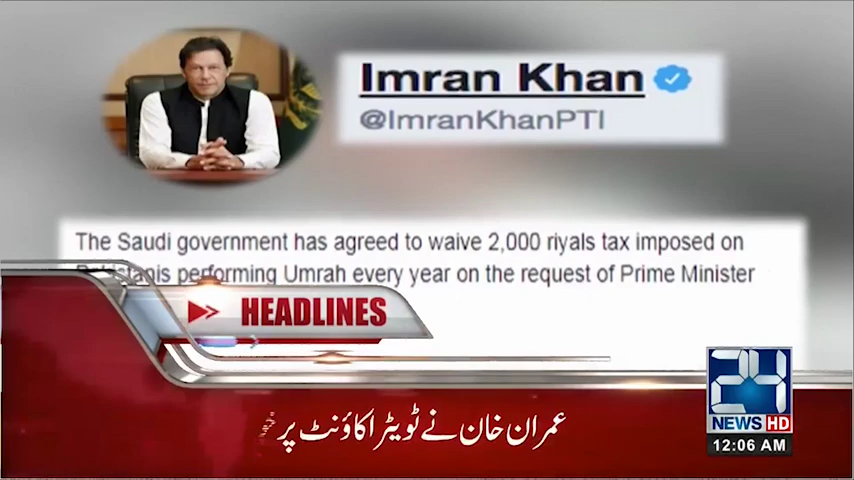 Imran Khan
@ImranKhanPTI
The Saudi government has agreed to waive 2,000 riyals tax imposed on
Pakistanis performing Umrah every year on the request of Prime Minister
HEADLINES
عمران خان نے ٹویٹر اکاؤنٹ پر
24
NEWS HD
12:06 AM